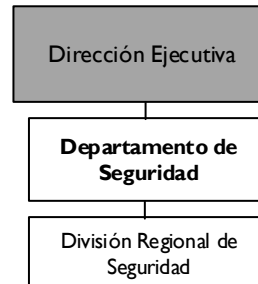 Dirección Ejecutiva
Departamento de
Seguridad
División Regional de
Seguridad